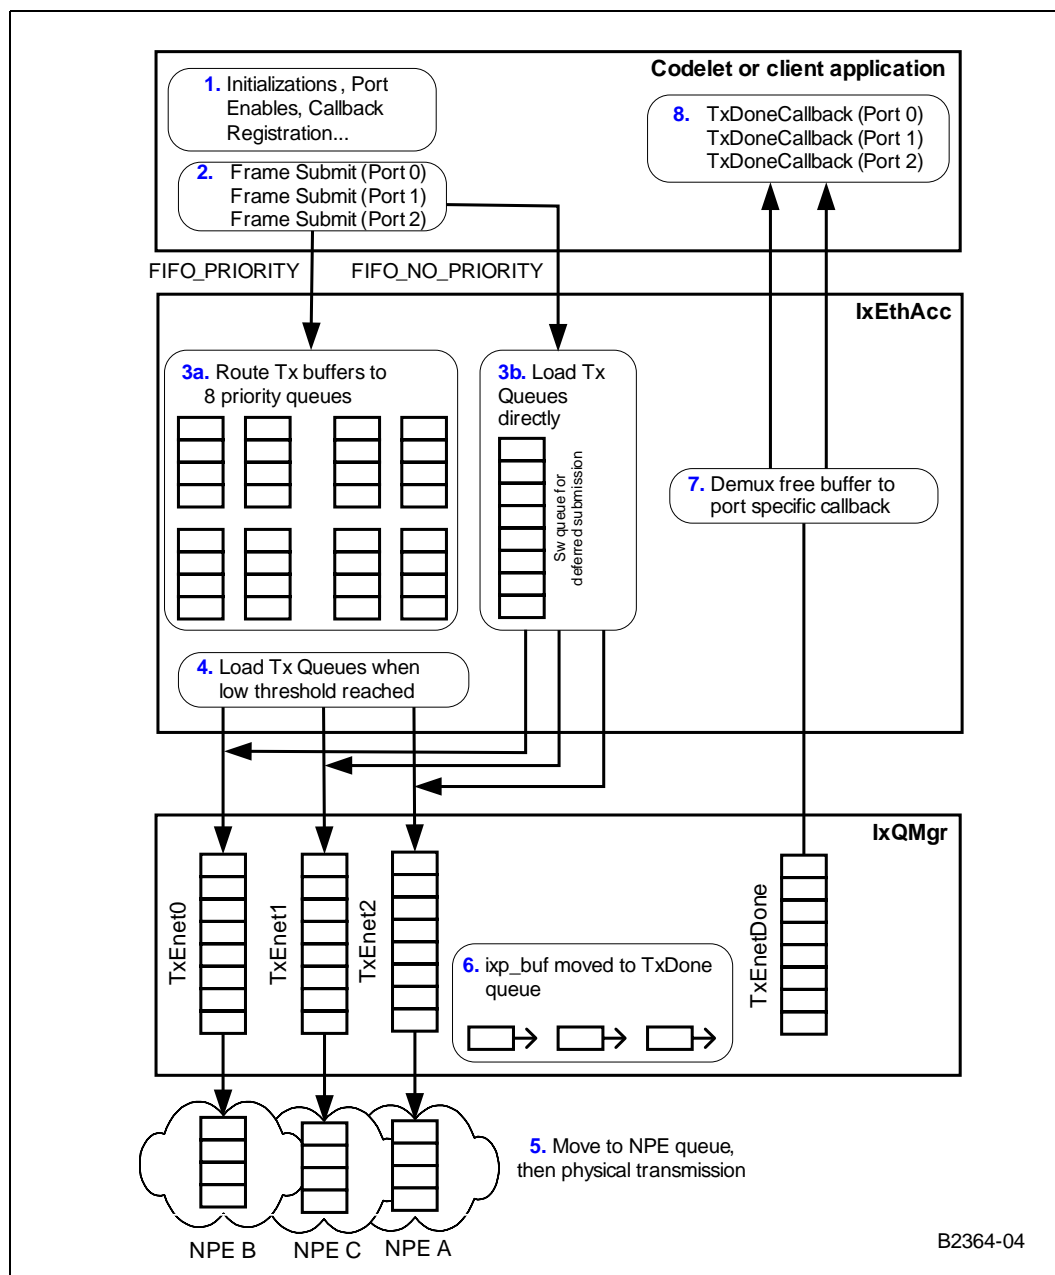 Codelet or client application
1. Initializations , Port
Enables, Callback
Registration...
8. TxDoneCallback (Port 0)
TxDoneCallback (Port 1)
TxDoneCallback (Port 2)
2. Frame Submit (Port 0)
Frame Submit (Port 1)
Frame Submit (Port 2)
FIFO_PRIORITY
FIFO_NO_PRIORITY
IxEthAcc
3a. Route Tx buffers to
8 priority queues
3b. Load Tx
Queues
directly
Sw queue for
deferred submission
7. Demux free buffer to
port specific callback
4. Load Tx Queues when
low threshold reached
IxQMgr
TxEnet0
TxEnet1
TxEnet2
TxEnetDone
6. ixp_buf moved to TxDone
queue
5. Move to NPE queue,
then physical transmission
NPE B
NPE C
NPE A
B2364-04